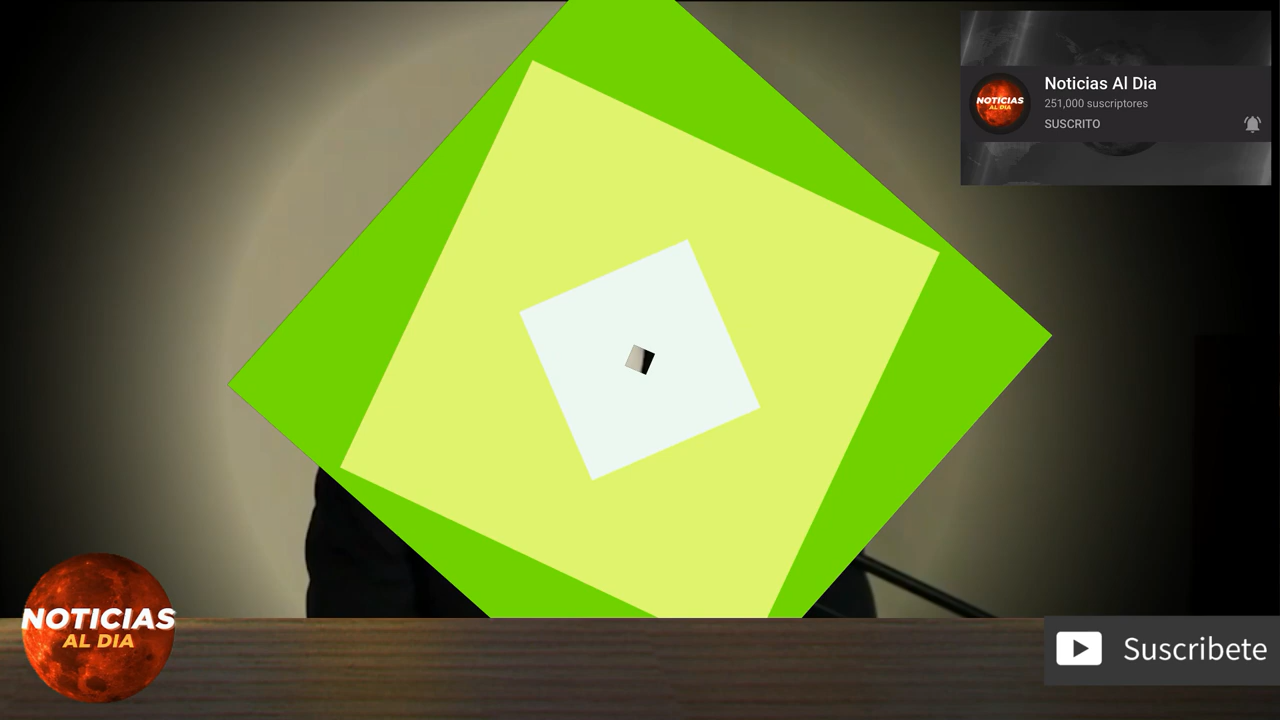 NOTICIAS
AL DIA
Noticias Al Dia
251,000 suscriptores
SUSCRITO
NOTICIAS
AL DIA
Suscribete